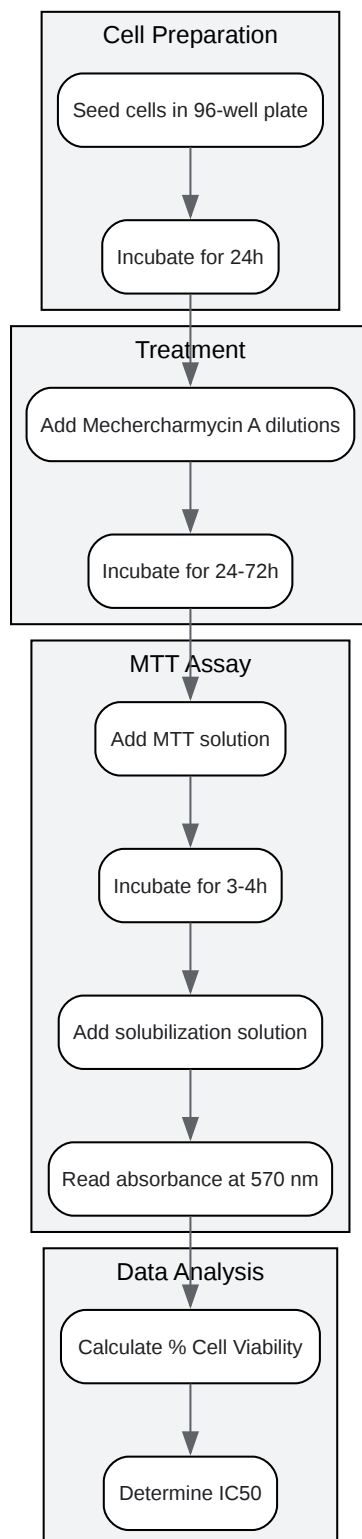 Cell Preparation
Seed cells in 96-well plate
Incubate for 24h
Treatment
Add Mechercharmycin A dilutions
Incubate for 24-72h
MTT Assay
Add MTT solution
Incubate for 3-4h
Add solubilization solution
Read absorbance at 570 nm
Data Analysis
Calculate % Cell Viability
Determine IC50